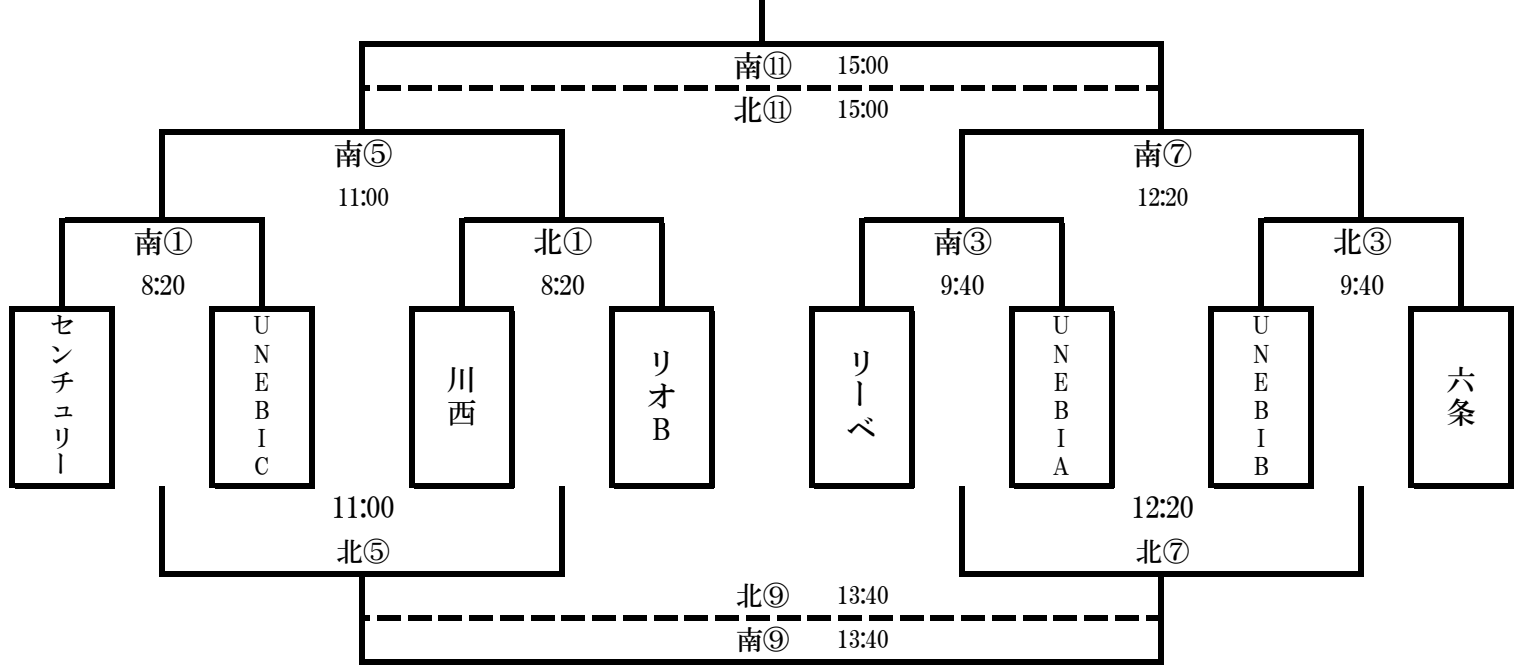 南⑪ 15:00
北⑪ 15:00
南⑤
南⑦
11:00
12:20
南①
北①
南③
北③
8:20
8:20
9:40
9:40
センチュリー
UNEBIC
川西
リオB
リーベ
UNEBIA
UNEBIB
六条
11:00
12:20
北⑤
北⑦
北⑨ 13:40
南⑨ 13:40